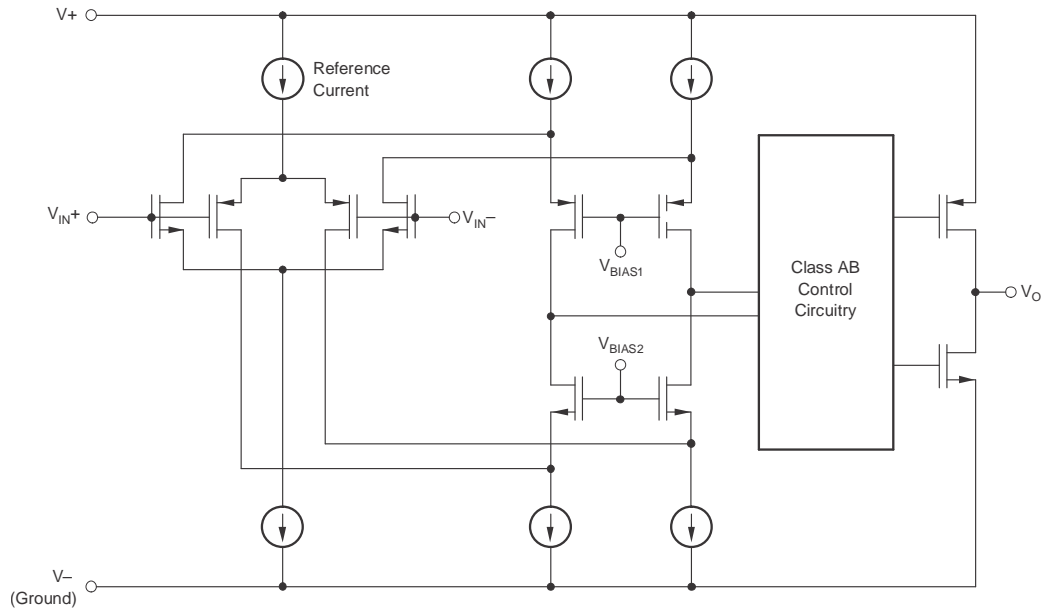 V+
Reference
Current
VIN+
VIN−
VBIAS1
VBIAS2
Class AB
Control
Circuitry
VO
V−
(Ground)